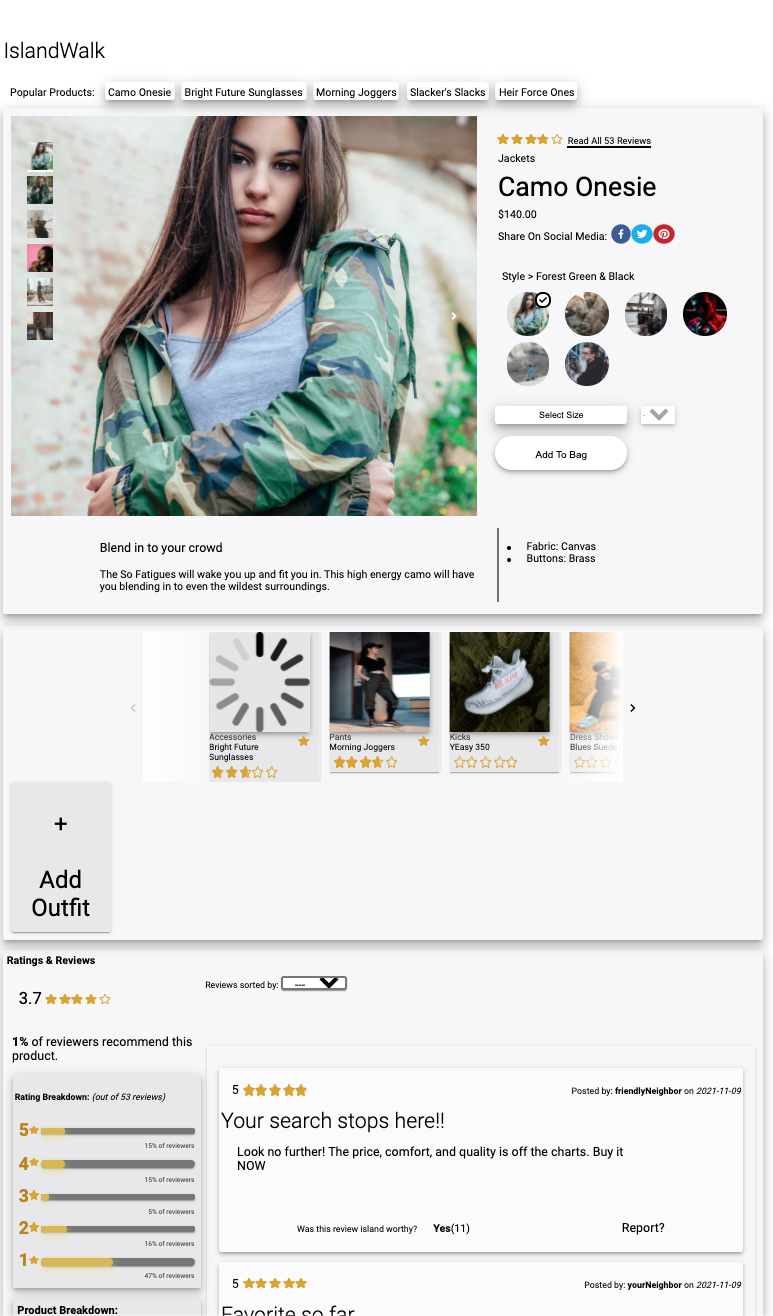 IslandWalk
Popular Products: Camo Onesie Bright Future Sunglasses Morning Joggers Slacker's Slacks Heir Force Ones
Read All 53 Reviews
Jackets
Camo Onesie
$140.00
Share On Social Media:
Style > Forest Green & Black
Select Size
-
Add To Bag
Blend in to your crowd
The So Fatigues will wake you up and fit you in. This high energy camo will have
you blending in to even the wildest surroundings.
Fabric: Canvas
Buttons: Brass
Accessories
Bright Future
Sunglasses
Pants
Morning Joggers
Kicks
YEasy 350
Dress Shoes
Blues Suede
+
Add
Outfit
Ratings & Reviews
3.7
Reviews sorted by: ---
1% of reviewers recommend this
product.
Rating Breakdown: (out of 53 reviews)
5
15% of reviewers
4
15% of reviewers
3
5% of reviewers
2
16% of reviewers
1
47% of reviewers
Product Breakdown:
5
Posted by: friendlyNeighbor on 2021-11-09
Your search stops here!!
Look no further! The price, comfort, and quality is off the charts. Buy it
NOW
Was this review island worthy? Yes(11) Report?
5
Posted by: yourNeighbor on 2021-11-09
Favorite so far